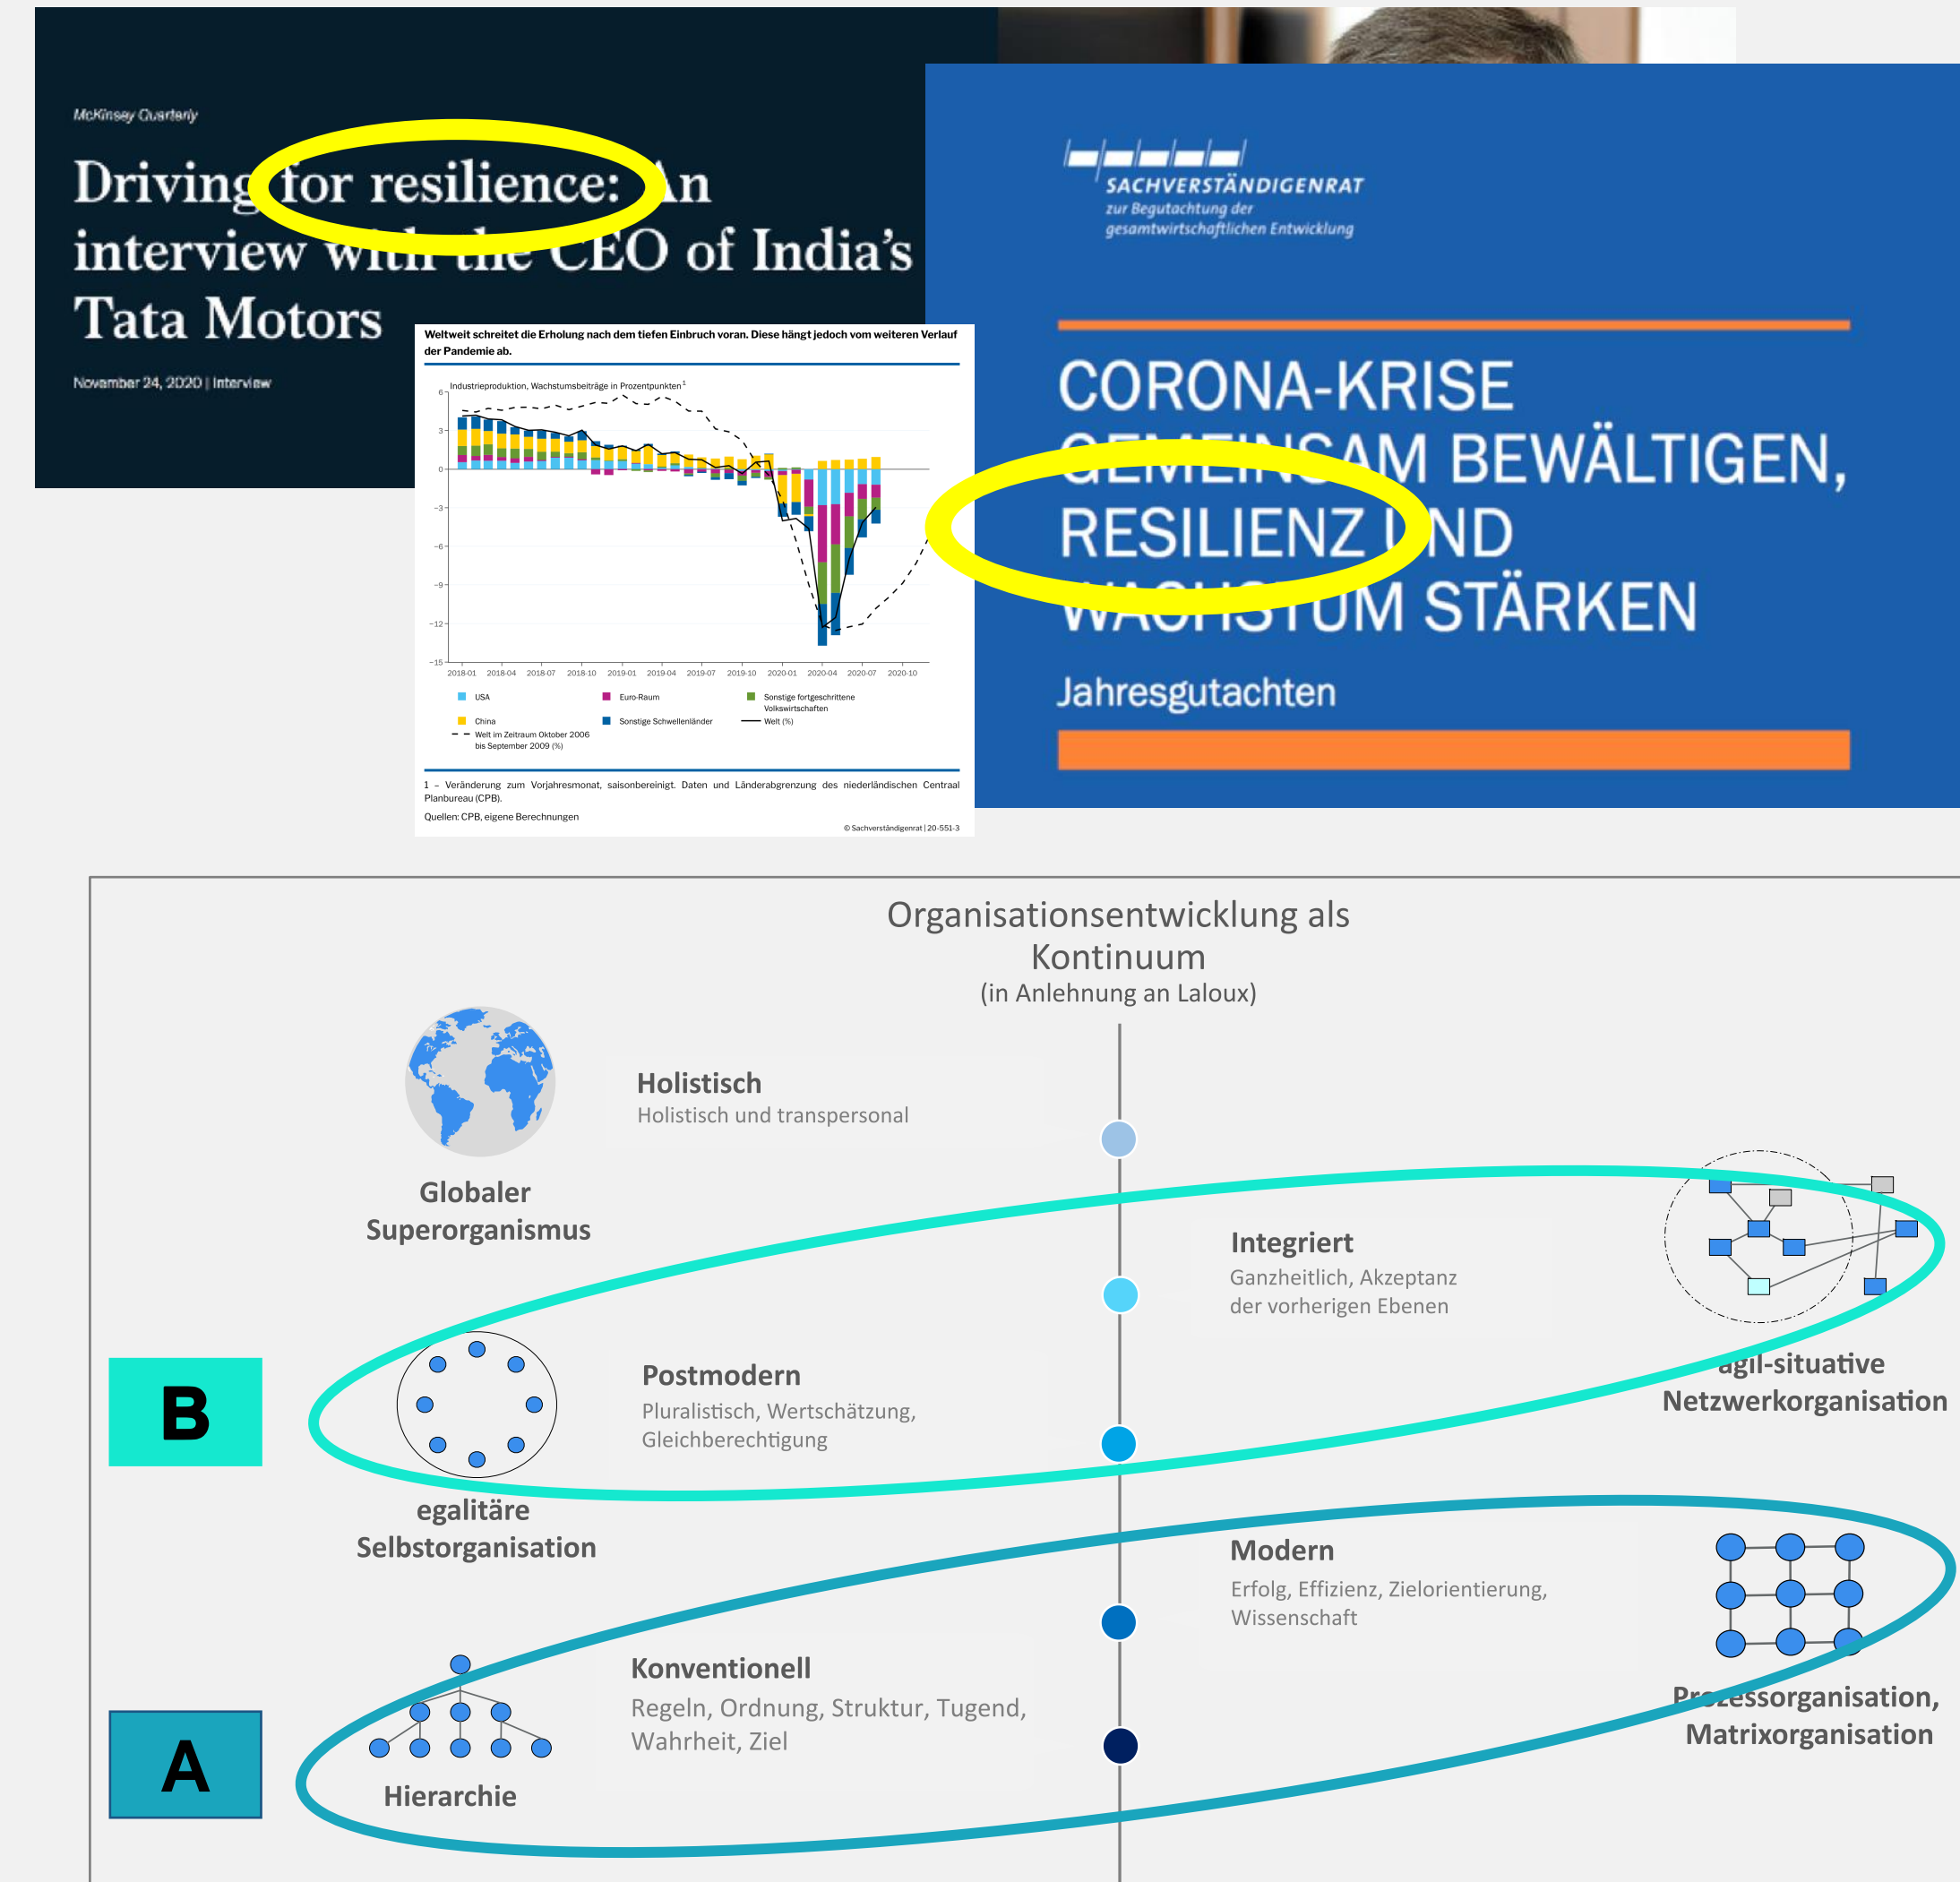 McKinsey Quarterly
Driving for resilience: An
interview with the CEO of India's
Tata Motors
November 24, 2020 | Interview
SACHVERSTÄNDIGENRAT
zur Begutachtung der
gesamtwirtschaftlichen Entwicklung
CORONA-KRISE
GEMEINSAM BEWÄLTIGEN,
RESILIENZ UND
WACHSTUM STÄRKEN
Jahresgutachten
Weltweit schreitet die Erholung nach dem tiefen Einbruch voran. Diese hängt jedoch vom weiteren Verlauf
der Pandemie ab.
Industrieproduktion, Wachstumsbeiträge in Prozentpunkten 1
6
3
0
−3
−6
−9
−12
−15
2018-01 2018-04 2018-07 2018-10 2019-01 2019-04 2019-07 2019-10 2020-01 2020-04 2020-07 2020-10
USA Euro-Raum Sonstige fortgeschrittene
Volkswirtschaften
China Sonstige Schwellenländer Welt (%)
Welt im Zeitraum Oktober 2006
bis September 2009 (%)
1 – Veränderung zum Vorjahresmonat, saisonbereinigt. Daten und Länderabgrenzung des niederländischen Centraal
Planbureau (CPB).
Quellen: CPB, eigene Berechnungen
© Sachverständigenrat | 20-551-3
Organisationsentwicklung als
Kontinuum
(in Anlehnung an Laloux)
Holistisch
Holistisch und transpersonal
Globaler
Superorganismus
Integriert
Ganzheitlich, Akzeptanz
der vorherigen Ebenen
agil-situative
Netzwerkorganisation
B
Postmodern
Pluralistisch, Wertschätzung,
Gleichberechtigung
egalitäre
Selbstorganisation
Modern
Erfolg, Effizienz, Zielorientierung,
Wissenschaft
Prozessorganisation,
Matrixorganisation
A
Konventionell
Regeln, Ordnung, Struktur, Tugend,
Wahrheit, Ziel
Hierarchie